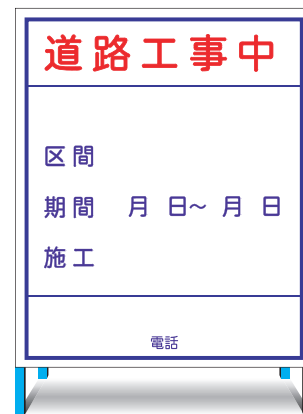 道路工事中
区間
期間 月 日~ 月 日
施工
電話